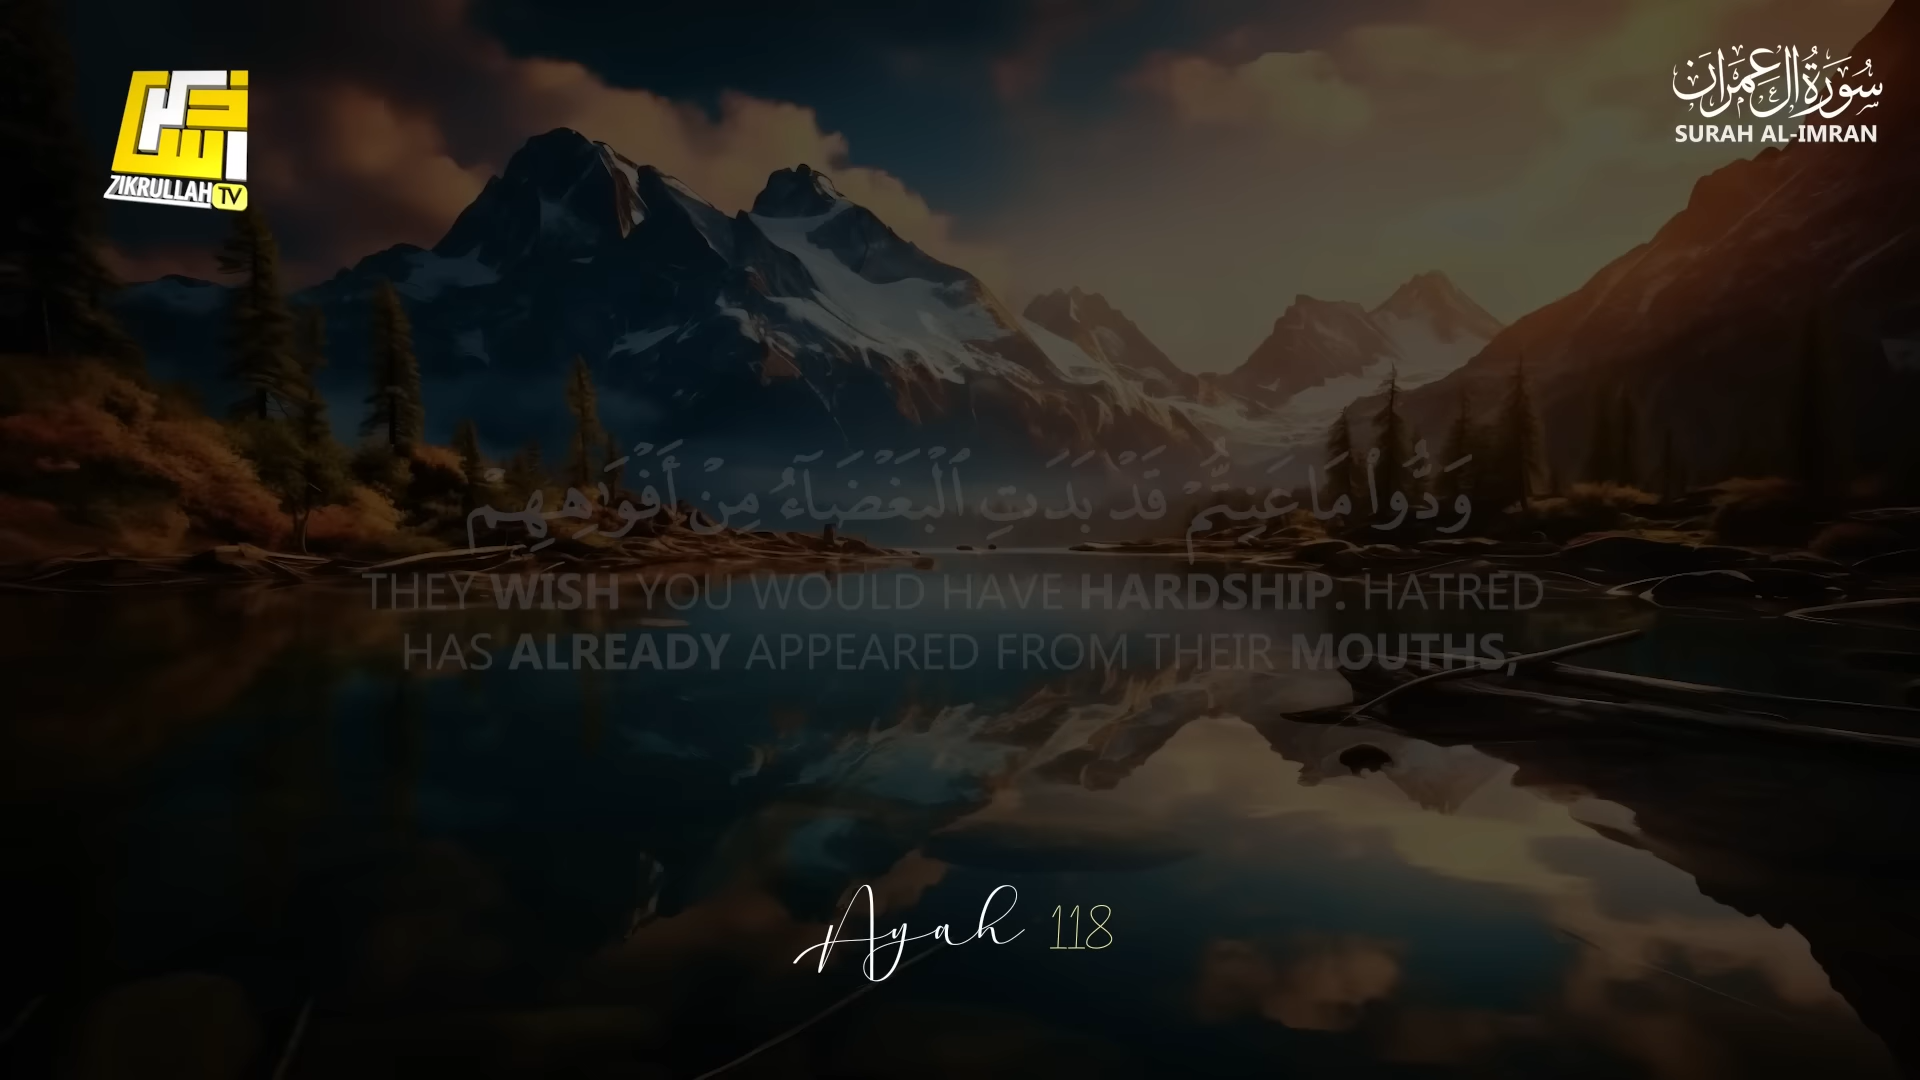 ZIKRULLAH TV
سُورَةُ آلِ عِمْرَان
SURAH AL-IMRAN
وَدُّوا۟ مَا عَنِتُّمْ قَدْ بَدَتِ ٱلْبَغْضَآءُ مِنْ أَفْوَٰهِهِمْ
THEY WISH YOU WOULD HAVE HARDSHIP. HATRED
HAS ALREADY APPEARED FROM THEIR MOUTHS,
Ayah 118